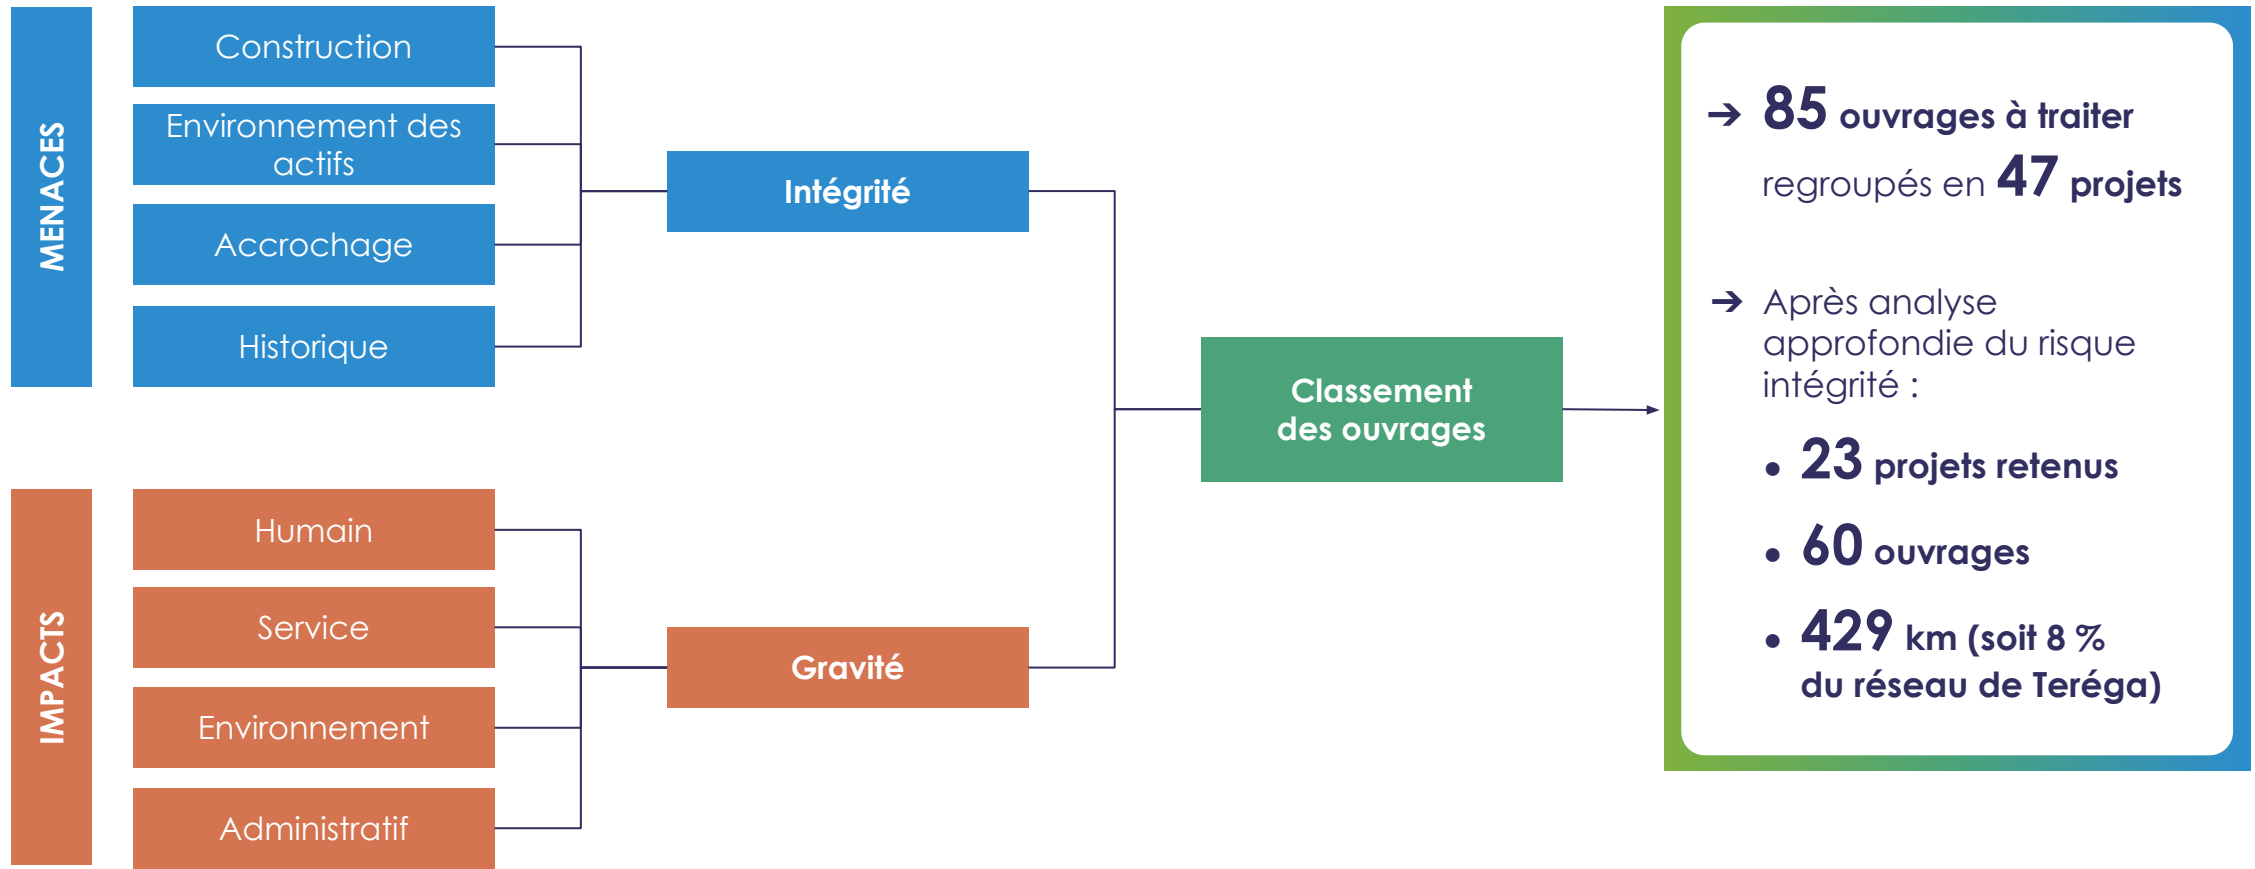 MENACES
Construction
Environnement des
actifs
Accrochage
Historique
Intégrité
IMPACTS
Humain
Service
Environnement
Administratif
Gravité
Classement
des ouvrages
➔ 85 ouvrages à traiter
regroupés en 47 projets
➔ Après analyse
approfondie du risque
intégrité :
● 23 projets retenus
● 60 ouvrages
● 429 km (soit 8 %
du réseau de Teréga)